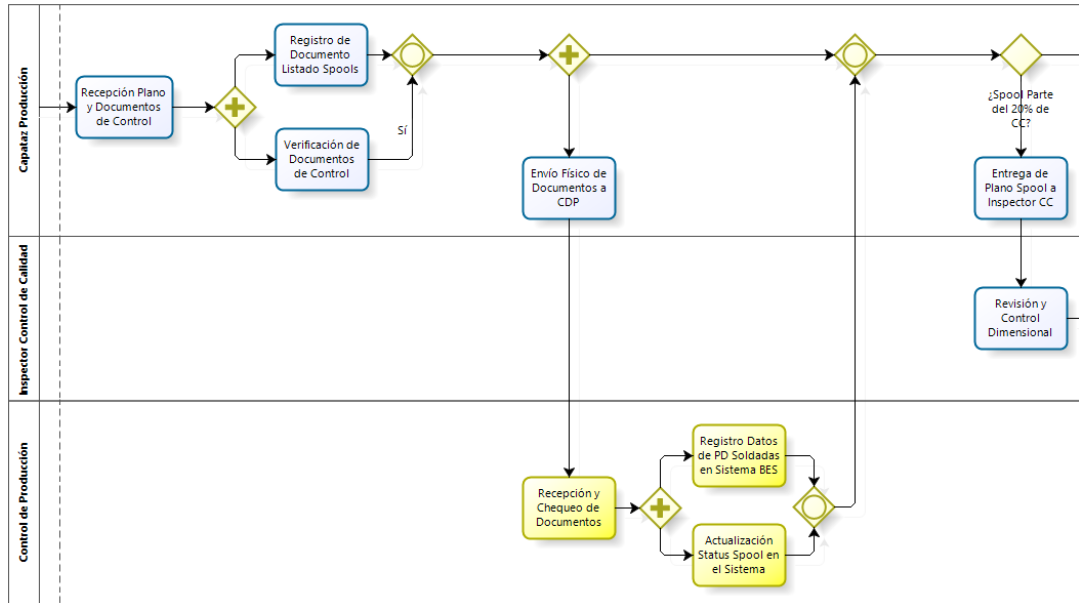 Capataz Producción
Recepción Plano
y Documentos
de Control
Registro de
Documento
Listado Spools
Verificación de
Documentos
de Control
Sí
Envío Físico de
Documentos a
CDP
¿Spool Parte
del 20% de
CC?
Entrega de
Plano Spool a
Inspector CC
Inspector Control de Calidad
Revisión y
Control
Dimensional
Control de Producción
Recepción y
Chequeo de
Documentos
Registro Datos
de PD Soldadas
en Sistema BES
Actualización
Status Spool en
el Sistema